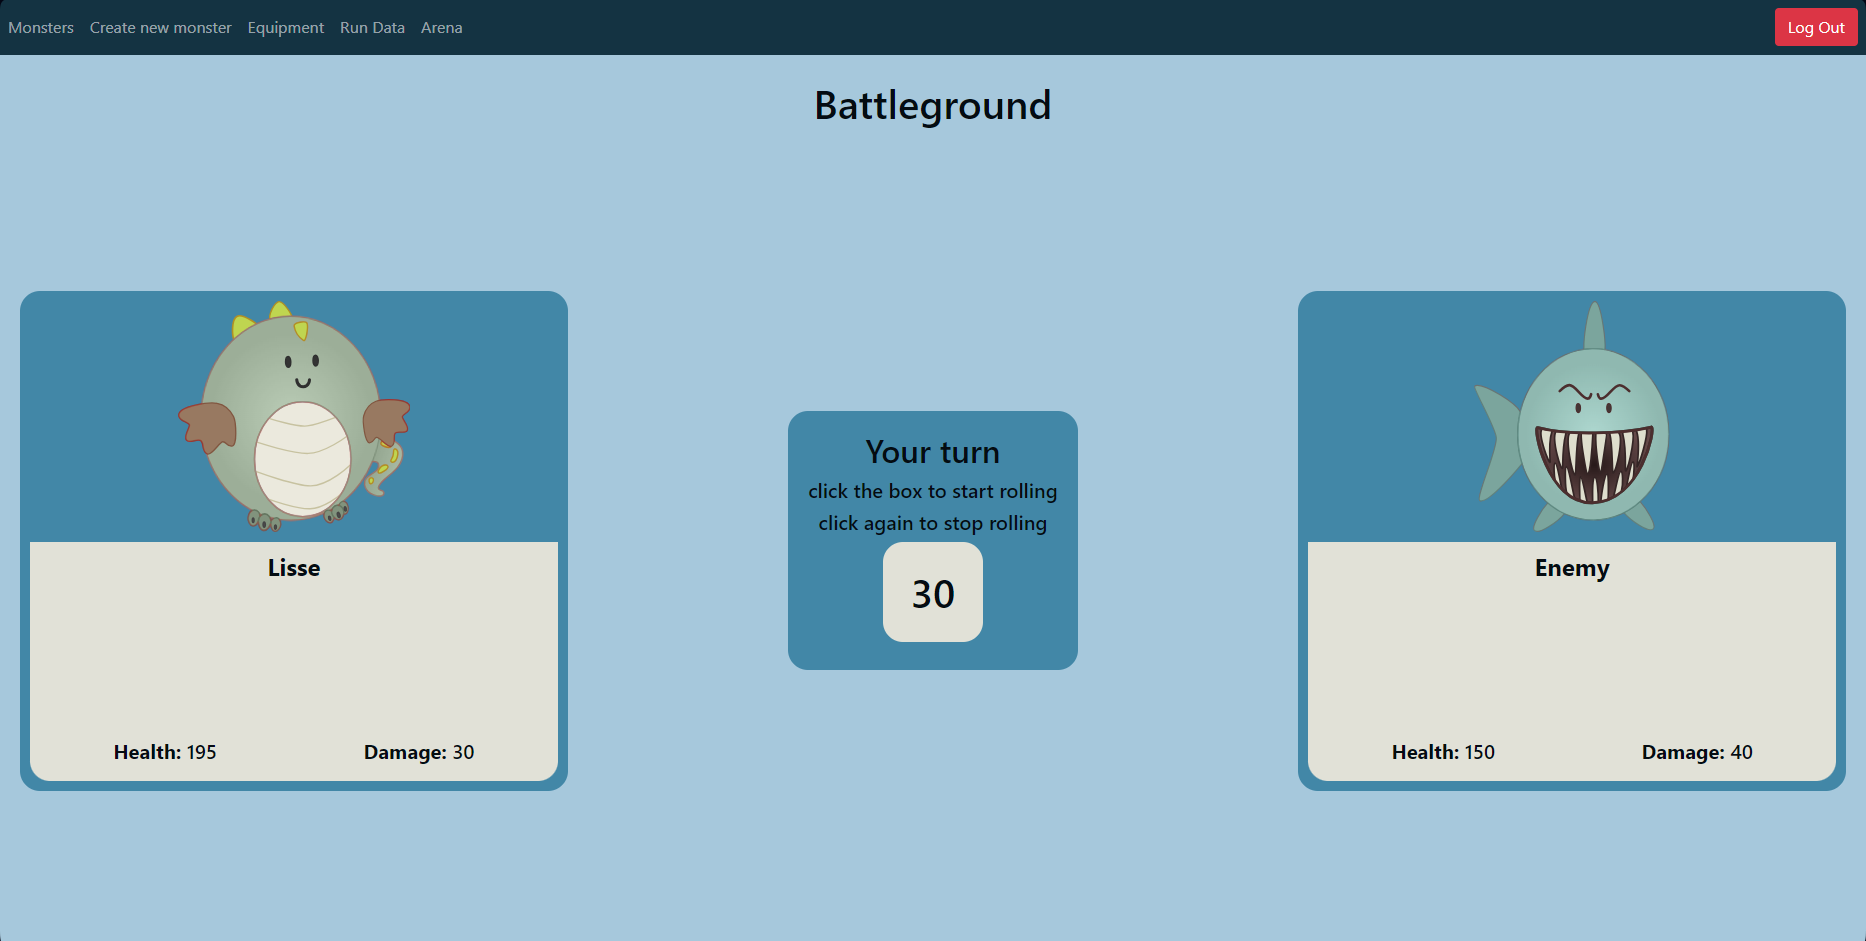 Monsters Create new monster Equipment Run Data Arena Log Out
Battleground
Your turn
click the box to start rolling
click again to stop rolling
30
Lisse
Health: 195 Damage: 30
Enemy
Health: 150 Damage: 40